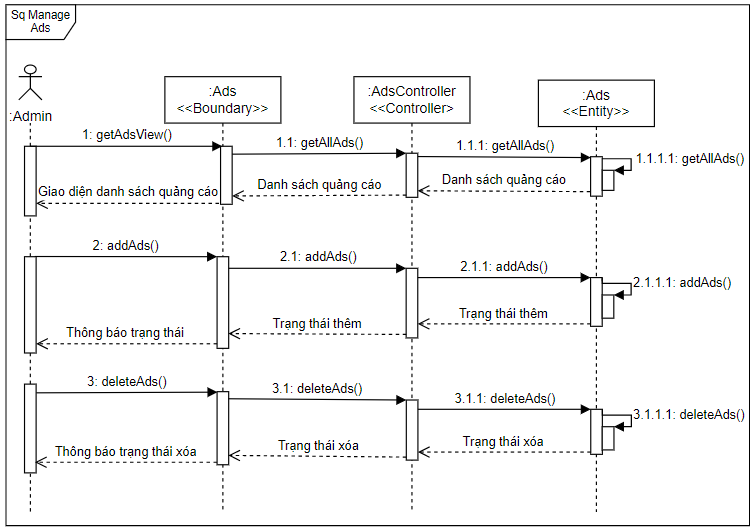 Sq Manage
Ads
:Admin
:Ads
<<Boundary>>
:AdsController
<<Controller>
:Ads
<<Entity>>
1: getAdsView()
1.1: getAllAds()
1.1.1: getAllAds()
1.1.1.1: getAllAds()
Giao diện danh sách quảng cáo
Danh sách quảng cáo
Danh sách quảng cáo
2: addAds()
2.1: addAds()
2.1.1: addAds()
2.1.1.1: addAds()
Thông báo trạng thái
Trạng thái thêm
Trạng thái thêm
3: deleteAds()
3.1: deleteAds()
3.1.1: deleteAds()
3.1.1.1: deleteAds()
Thông báo trạng thái xóa
Trạng thái xóa
Trạng thái xóa